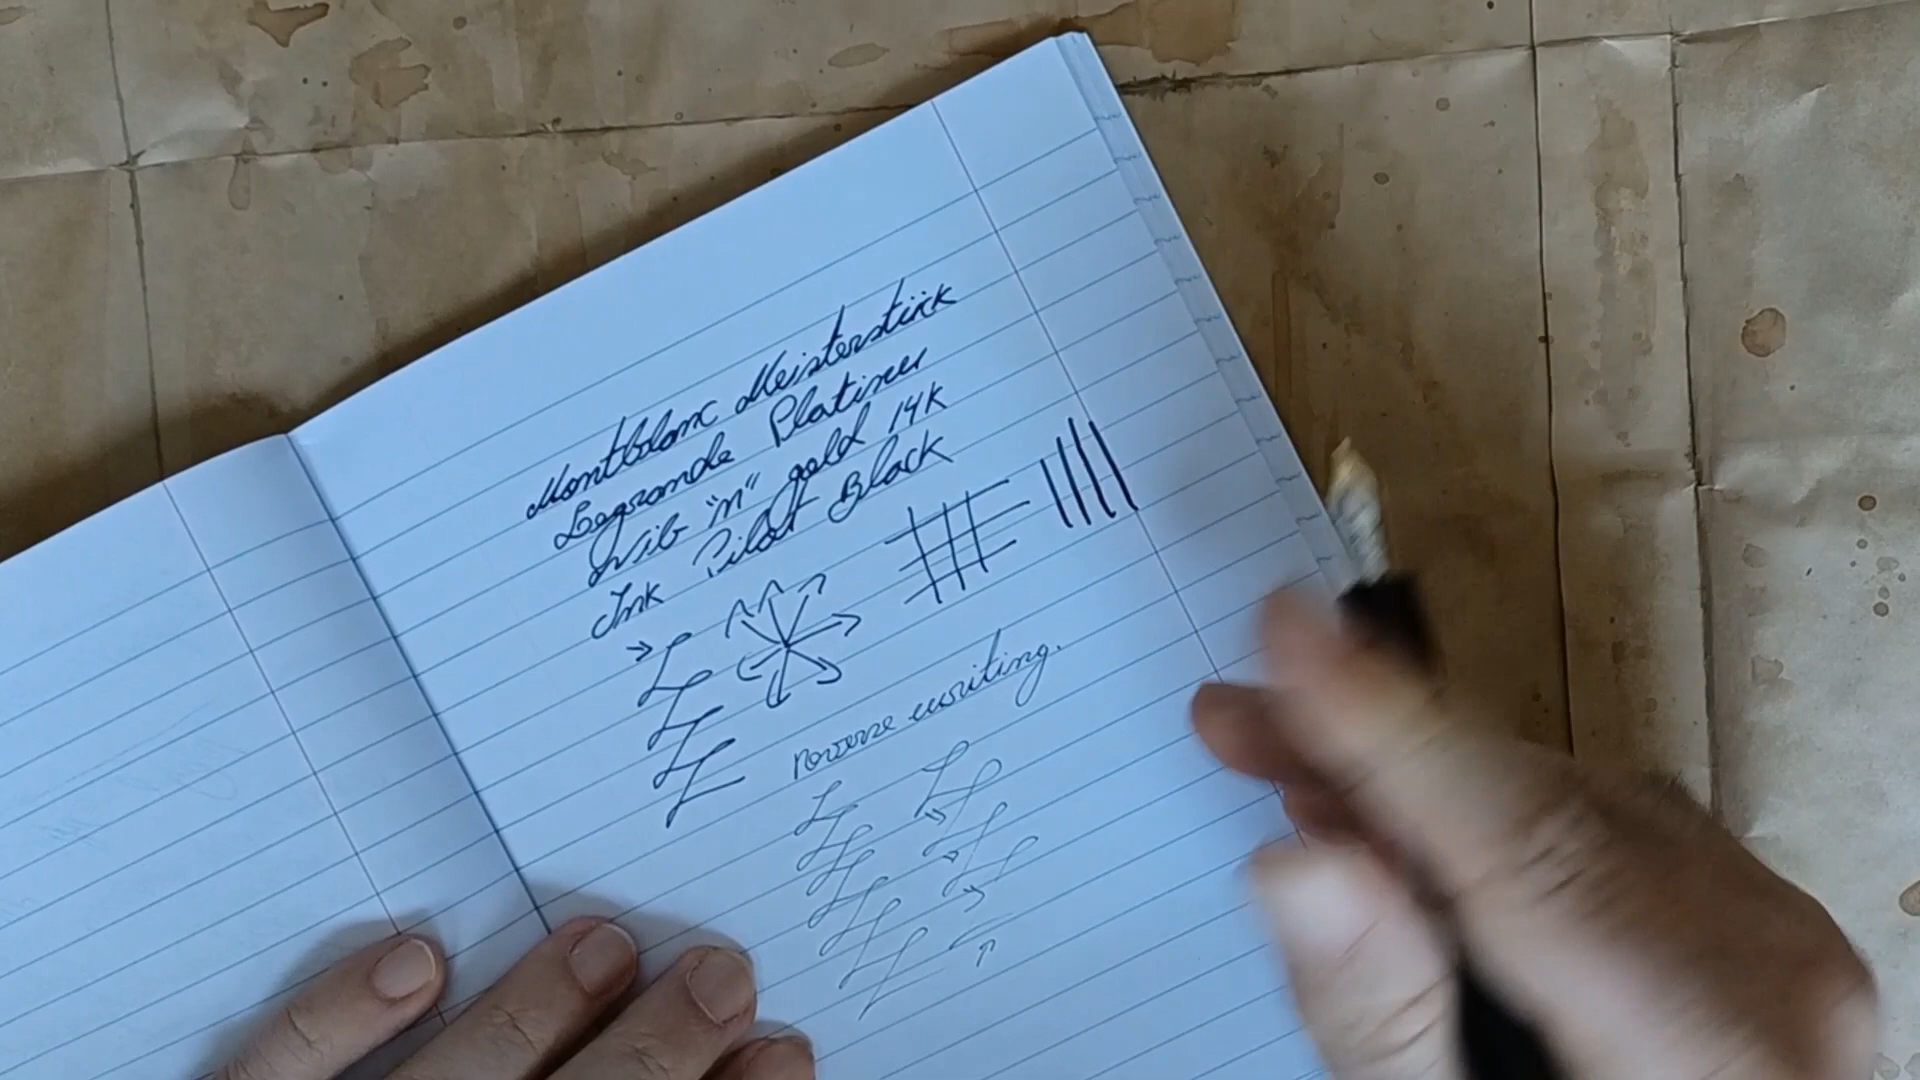 Montblanc Meisterstück
Legrande Platinum
Nib "M" gold 14K
Ink Pilot Black
reverse writing.